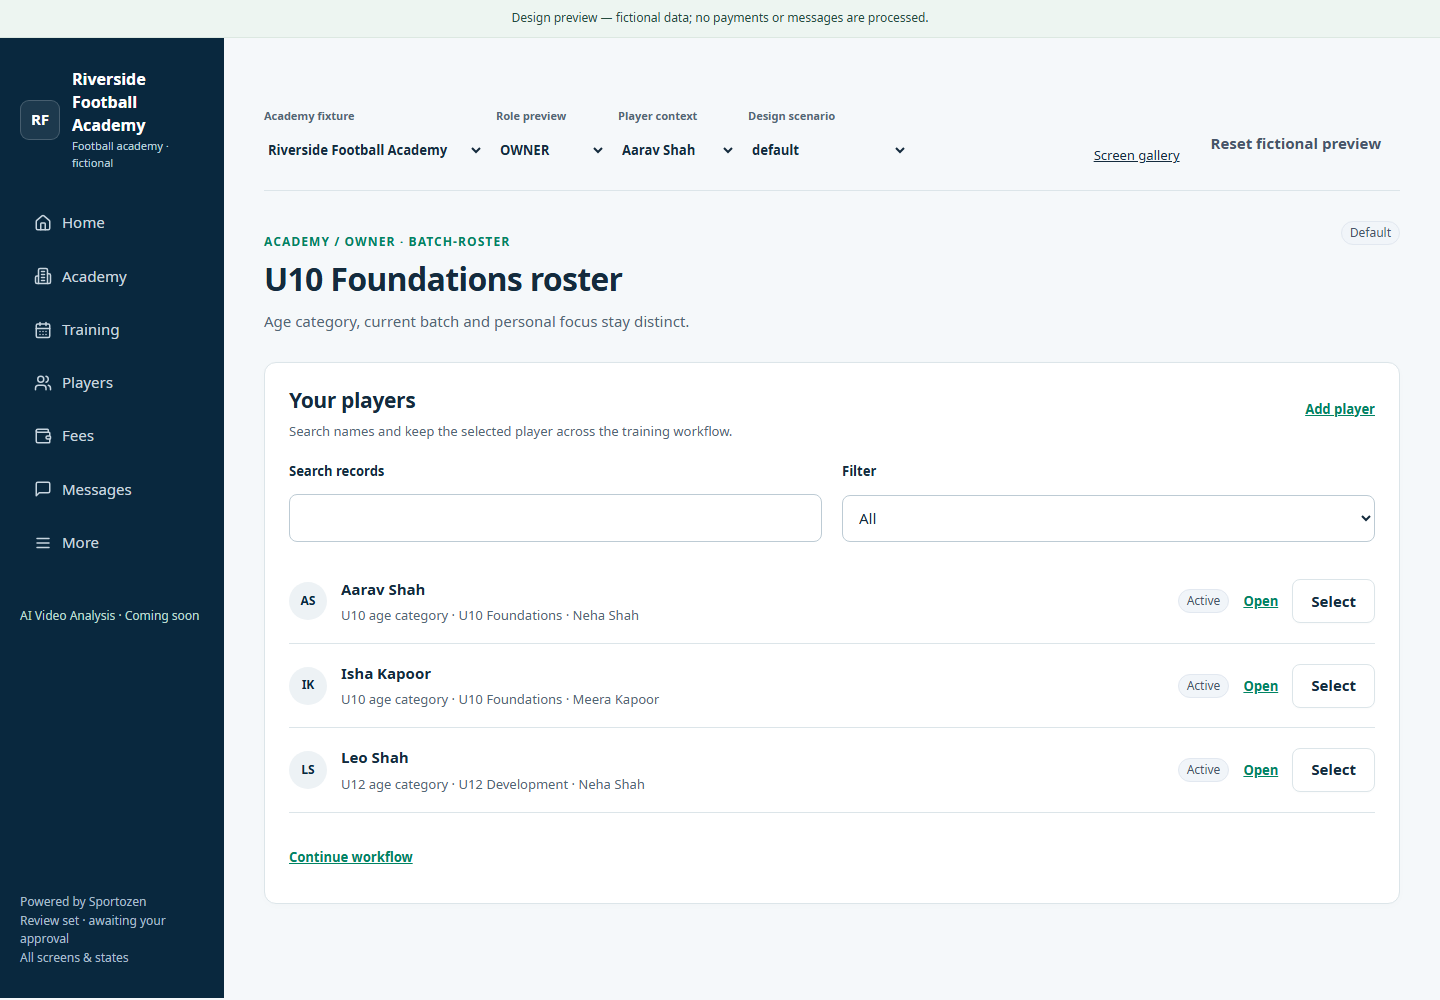 Design preview — fictional data; no payments or messages are processed.
RF
Riverside
Football
Academy
Football academy ·
fictional
Home
Academy
Training
Players
Fees
Messages
More
AI Video Analysis · Coming soon
Powered by Sportozen
Review set · awaiting your
approval
All screens & states
Academy fixture
Role preview
Player context
Design scenario
Riverside Football Academy
OWNER
Aarav Shah
default
Screen gallery
Reset fictional preview
ACADEMY / OWNER · BATCH-ROSTER
Default
U10 Foundations roster
Age category, current batch and personal focus stay distinct.
Your players
Add player
Search names and keep the selected player across the training workflow.
Search records
Filter
All
AS
Aarav Shah
U10 age category · U10 Foundations · Neha Shah
Active
Open
Select
IK
Isha Kapoor
U10 age category · U10 Foundations · Meera Kapoor
Active
Open
Select
LS
Leo Shah
U12 age category · U12 Development · Neha Shah
Active
Open
Select
Continue workflow